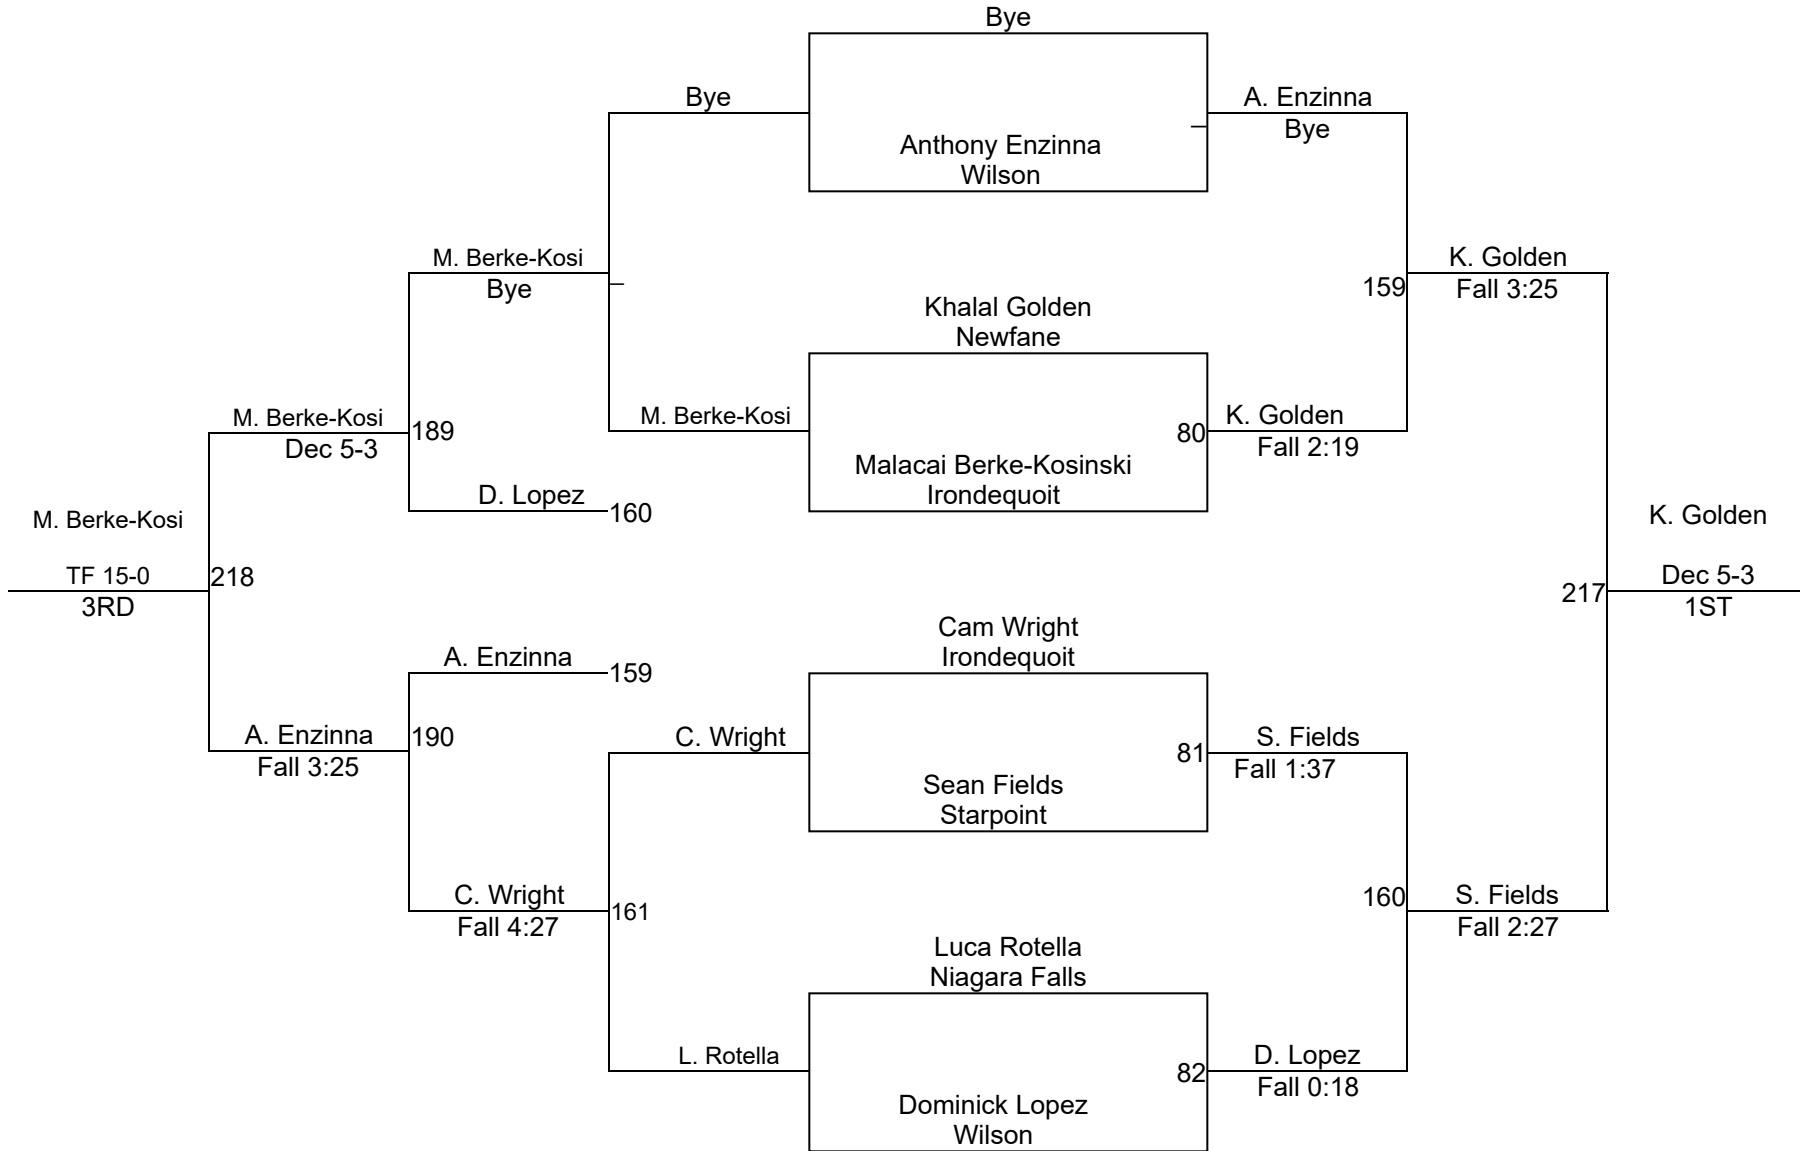 Bye
Bye
A. Enzinna
Bye
Anthony Enzinna
Wilson
M. Berke-Kosi
Bye
K. Golden
Fall 3:25
159
Khalal Golden
Newfane
M. Berke-Kosi
Dec 5-3
189
M. Berke-Kosi
80
K. Golden
Fall 2:19
Malacai Berke-Kosinski
Irondequoit
D. Lopez
160
M. Berke-Kosi
TF 15-0
3RD
218
K. Golden
Dec 5-3
1ST
217
Cam Wright
Irondequoit
A. Enzinna
159
A. Enzinna
Fall 3:25
190
C. Wright
81
S. Fields
Fall 1:37
Sean Fields
Starpoint
C. Wright
Fall 4:27
161
160
S. Fields
Fall 2:27
Luca Rotella
Niagara Falls
L. Rotella
82
D. Lopez
Fall 0:18
Dominick Lopez
Wilson